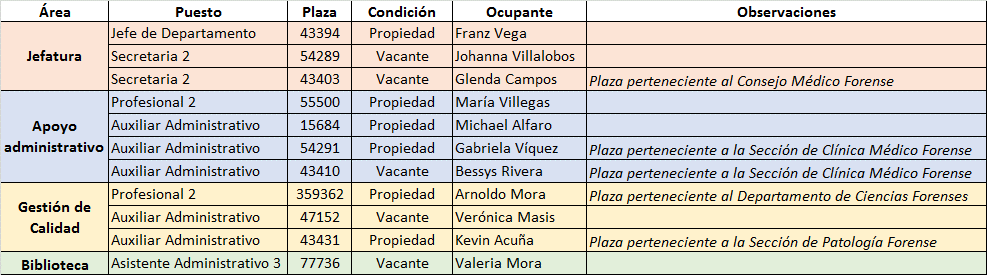 Área Puesto Plaza Condición Ocupante Observaciones
Jefatura
Jefe de Departamento 43394 Propiedad Franz Vega
Secretaria 2 54289 Vacante Johanna Villalobos
Secretaria 2 43403 Vacante Glenda Campos Plaza perteneciente al Consejo Médico Forense
Apoyo
administrativo
Profesional 2 55500 Propiedad María Villegas
Auxiliar Administrativo 15684 Propiedad Michael Alfaro
Auxiliar Administrativo 54291 Propiedad Gabriela Víquez Plaza perteneciente a la Sección de Clínica Médico Forense
Auxiliar Administrativo 43410 Vacante Bessys Rivera Plaza perteneciente a la Sección de Clínica Médico Forense
Gestión de
Calidad
Profesional 2 359362 Propiedad Arnoldo Mora Plaza perteneciente al Departamento de Ciencias Forenses
Auxiliar Administrativo 47152 Vacante Verónica Masis
Auxiliar Administrativo 43431 Propiedad Kevin Acuña Plaza perteneciente a la Sección de Patología Forense
Biblioteca Asistente Administrativo 3 77736 Vacante Valeria Mora